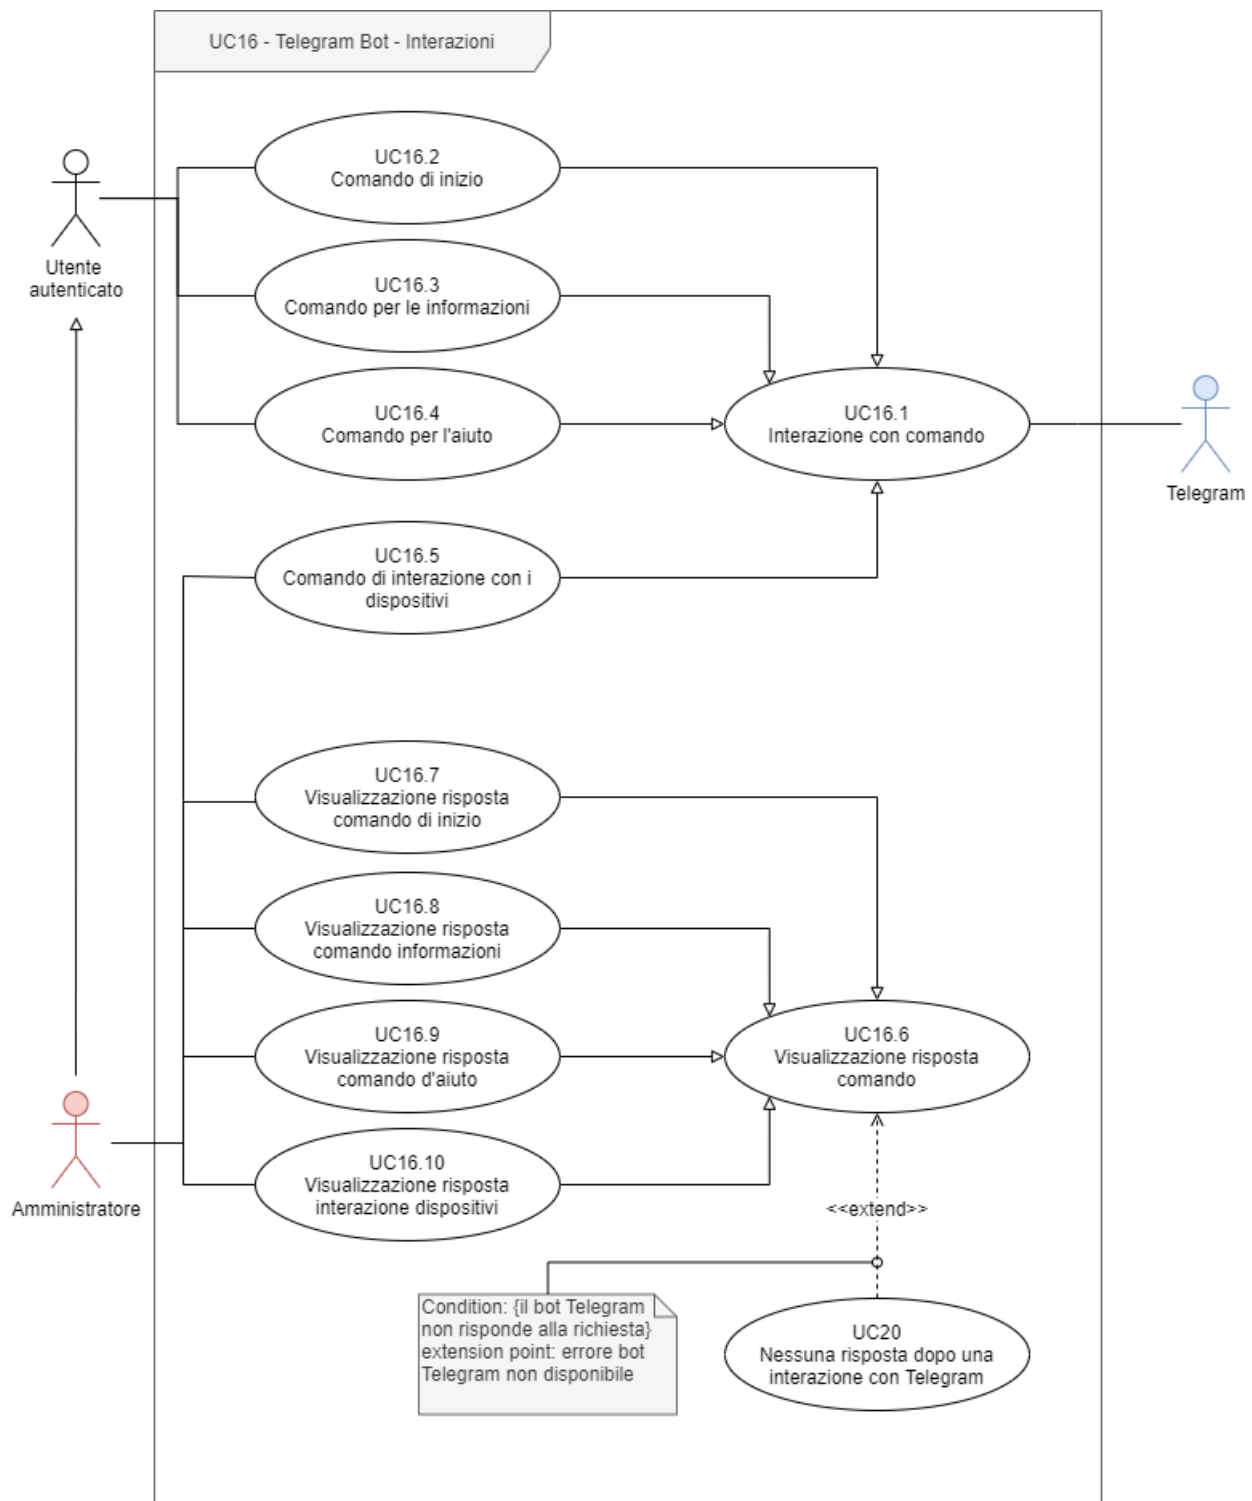 UC16 - Telegram Bot - Interazioni
UC16.2
Comando di inizio
Utente
autenticato
UC16.3
Comando per le informazioni
UC16.4
Comando per l'aiuto
UC16.1
Interazione con comando
Telegram
UC16.5
Comando di interazione con i
dispositivi
UC16.7
Visualizzazione risposta
comando di inizio
UC16.8
Visualizzazione risposta
comando informazioni
UC16.9
Visualizzazione risposta
comando d'aiuto
UC16.6
Visualizzazione risposta
comando
Amministratore
UC16.10
Visualizzazione risposta
interazione dispositivi
<<extend>>
Condition: {il bot Telegram
non risponde alla richiesta}
extension point: errore bot
Telegram non disponibile
UC20
Nessuna risposta dopo una
interazione con Telegram